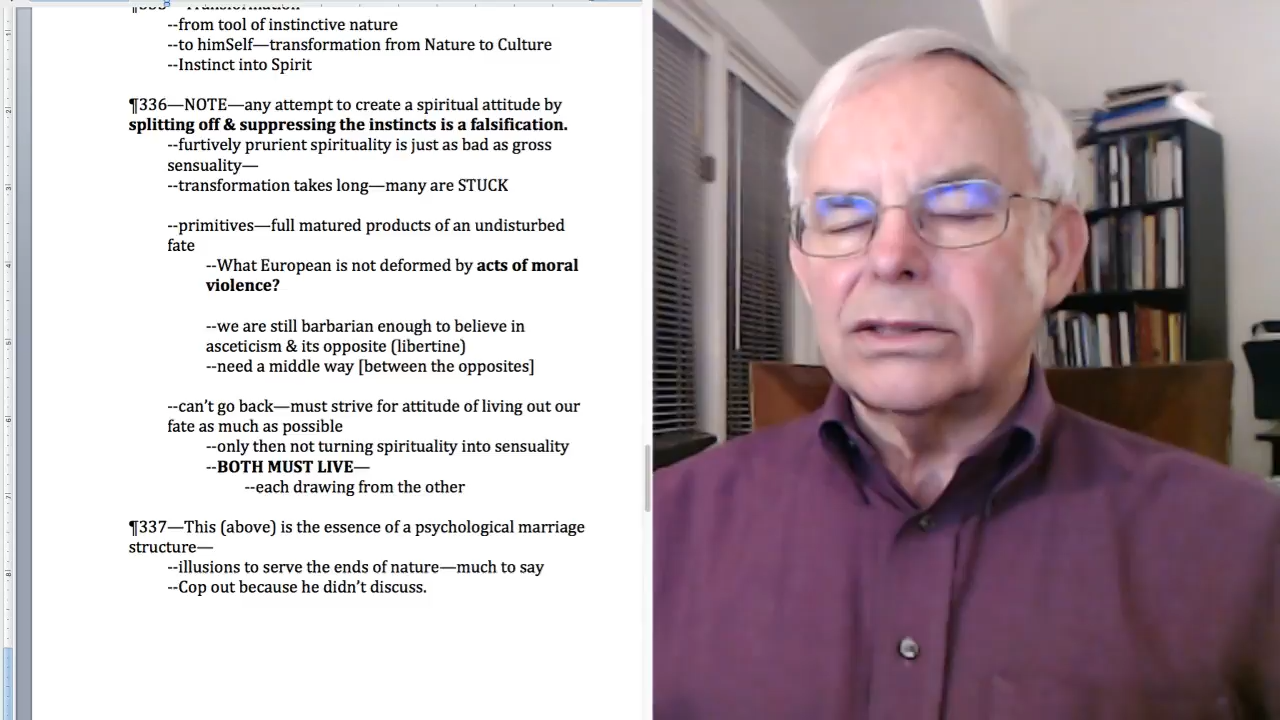 ¶335—Transformation
--from tool of instinctive nature
--to himSelf—transformation from Nature to Culture
--Instinct into Spirit
¶336—NOTE—any attempt to create a spiritual attitude by
splitting off & suppressing the instincts is a falsification.
--furtively prurient spirituality is just as bad as gross
sensuality—
--transformation takes long—many are STUCK
--primitives—full matured products of an undisturbed
fate
--What European is not deformed by acts of moral
violence?
--we are still barbarian enough to believe in
asceticism & its opposite (libertine)
--need a middle way [between the opposites]
--can't go back—must strive for attitude of living out our
fate as much as possible
--only then not turning spirituality into sensuality
--BOTH MUST LIVE—
--each drawing from the other
¶337—This (above) is the essence of a psychological marriage
structure—
--illusions to serve the ends of nature—much to say
--Cop out because he didn't discuss.